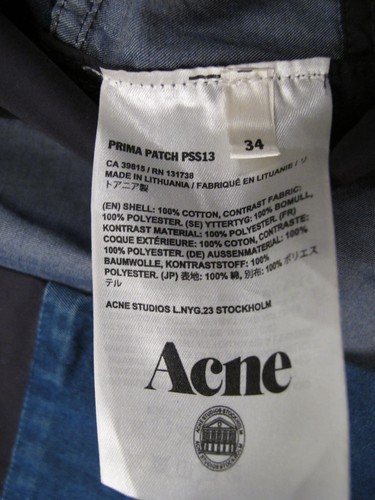 PRIMA PATCH PSS13
34
CA 39815 / RN 131738
MADE IN LITHUANIA / FABRIQUÉ EN LITUANIE / リ
トアニア製
(EN) SHELL: 100% COTTON, CONTRAST FABRIC:
100% POLYESTER. (SE) YTTERTYG: 100% BOMULL,
KONTRAST MATERIAL: 100% POLYESTER. (FR)
COQUE EXTÉRIEURE: 100% COTON, CONTRASTE:
100% POLYESTER. (DE) AUSSENMATERIAL: 100%
BAUMWOLLE, KONTRASTSTOFF: 100%
POLYESTER. (JP) 表地: 100% 綿, 別布: 100% ポリエス
テル
ACNE STUDIOS L.NYG.23 STOCKHOLM
Acne
ACNE STUDIOS STOCKHOLM